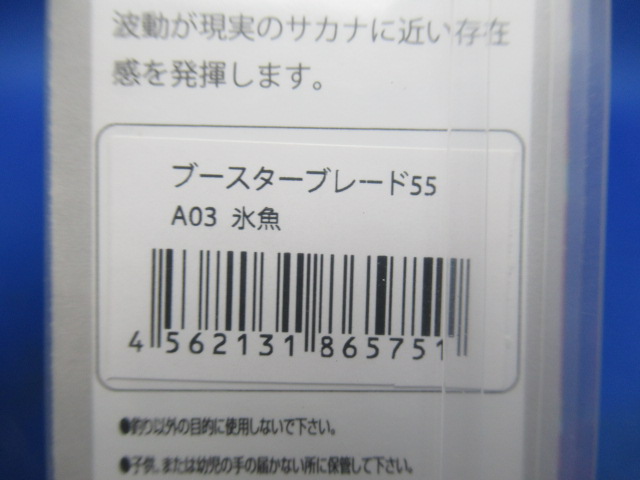 波動が現実のサカナに近い存在
感を発揮します。
ブースターブレード55
A03 氷魚
4 562131 865751
●釣り以外の目的に使用しないで下さい。
●子供、または幼児の手の届かない所に保管して下さい。